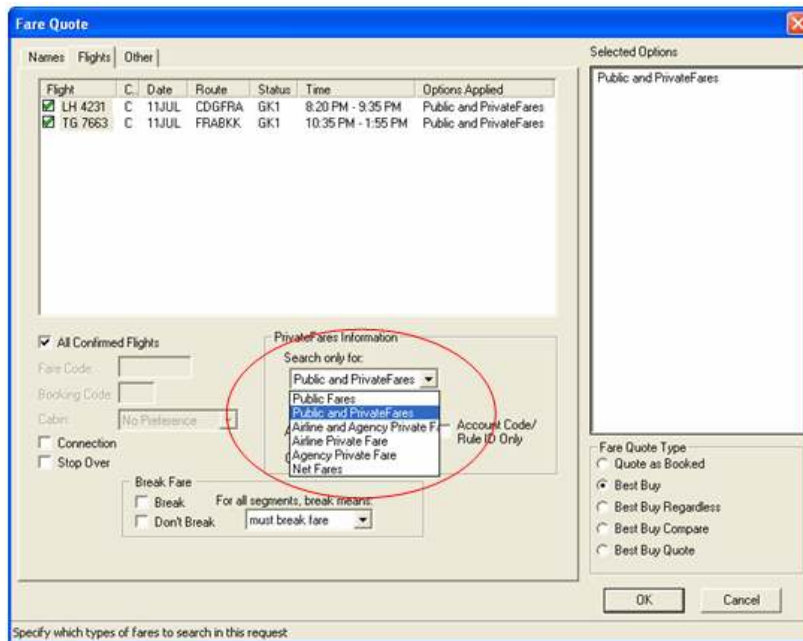 Fare Quote
Names Flights Other
Selected Options
Flight C.. Date Route Status Time Options Applied
LH 4231 C 11JUL CDGFRA GK1 8:20 PM - 9:35 PM Public and PrivateFares
TG 7663 C 11JUL FRABKK GK1 10:35 PM - 1:55 PM Public and PrivateFares
Public and PrivateFares
All Confirmed Flights
Fare Code:
Booking Code:
Cabin: No Preference
Connection
Stop Over
PrivateFares Information
Search only for:
Public and PrivateFares
Public Fares
Public and PrivateFares
Airline and Agency Private F
Airline Private Fare
Agency Private Fare
Net Fares
Account Code/
Rule ID Only
Break Fare
Break
Don't Break
For all segments, break means:
must break fare
Fare Quote Type
Quote as Booked
Best Buy
Best Buy Regardless
Best Buy Compare
Best Buy Quote
OK Cancel
Specify which types of fares to search in this request